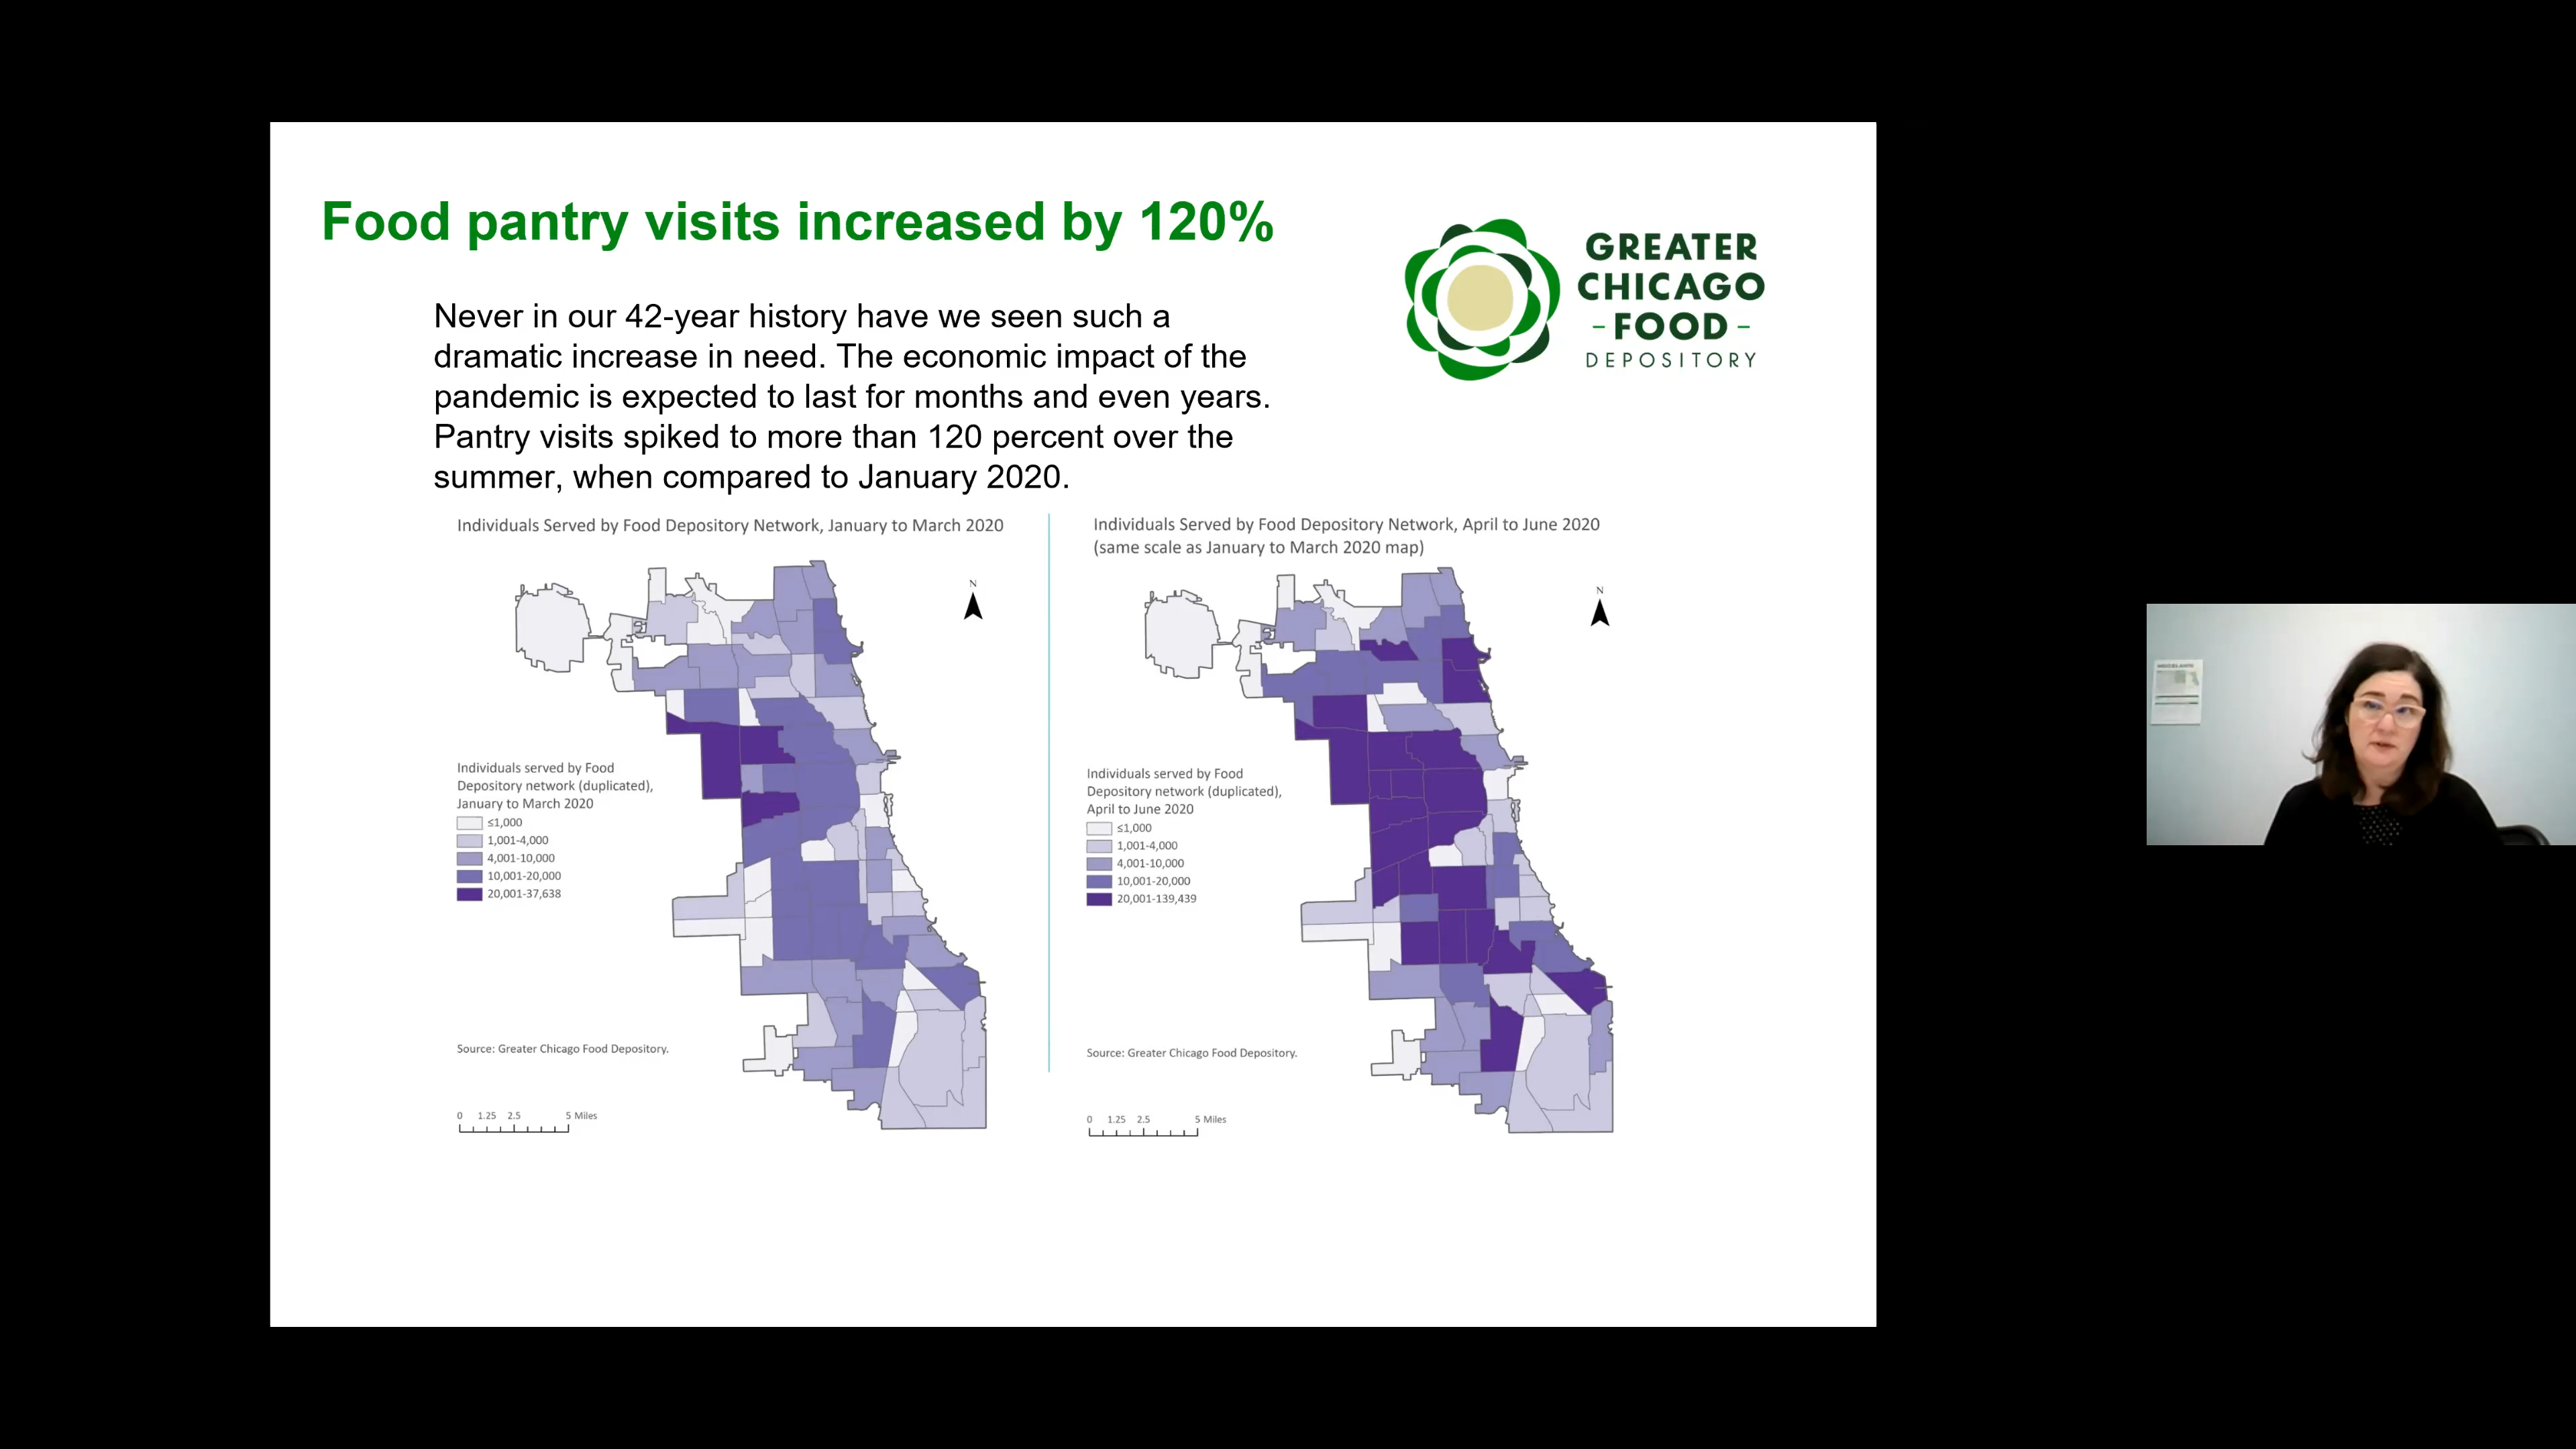 Food pantry visits increased by 120%
GREATER
CHICAGO
- FOOD -
DEPOSITORY
Never in our 42-year history have we seen such a
dramatic increase in need. The economic impact of the
pandemic is expected to last for months and even years.
Pantry visits spiked to more than 120 percent over the
summer, when compared to January 2020.
Individuals Served by Food Depository Network, January to March 2020
N
Individuals served by Food
Depository network (duplicated),
January to March 2020
≤1,000
1,001-4,000
4,001-10,000
10,001-20,000
20,001-37,638
Source: Greater Chicago Food Depository.
0 1.25 2.5 5 Miles
Individuals Served by Food Depository Network, April to June 2020
(same scale as January to March 2020 map)
N
Individuals served by Food
Depository network (duplicated),
April to June 2020
≤1,000
1,001-4,000
4,001-10,000
10,001-20,000
20,001-139,439
Source: Greater Chicago Food Depository.
0 1.25 2.5 5 Miles